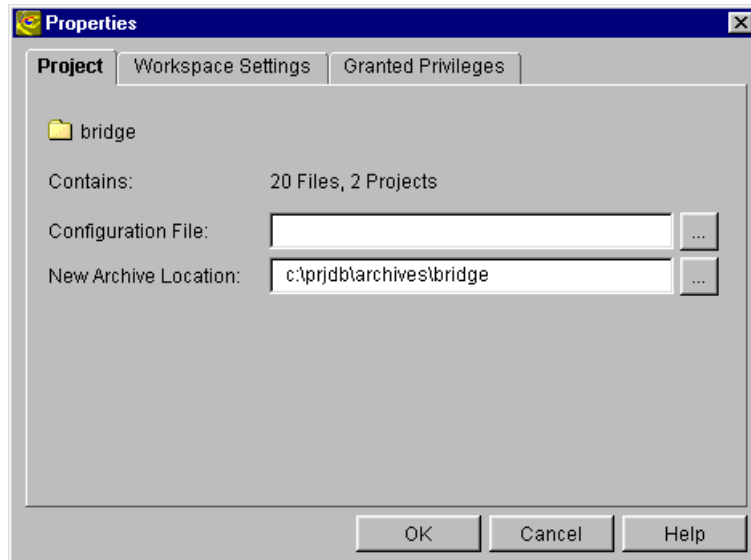 Properties
Project Workspace Settings Granted Privileges
bridge
Contains: 20 Files, 2 Projects
Configuration File: ...
New Archive Location: c:\prjdb\archives\bridge ...
OK Cancel Help